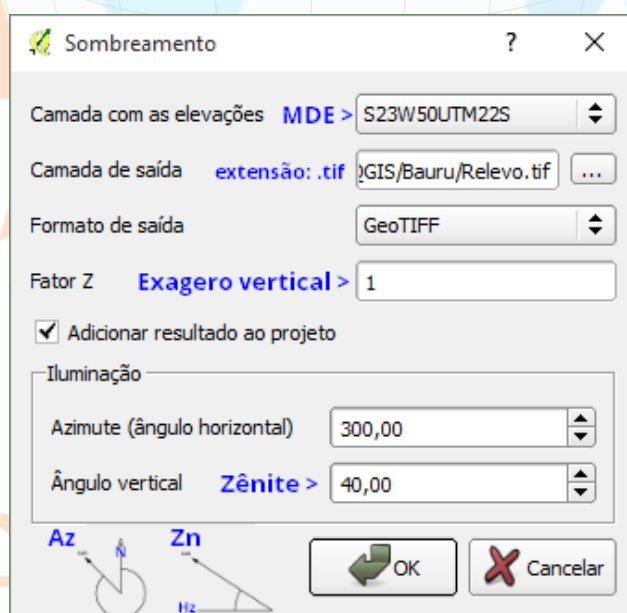 Sombreamento ? ×
Camada com as elevações MDE > S23W50UTM22S
Camada de saída extensão: .tif QGIS/Bauru/Relevo.tif ...
Formato de saída GeoTIFF
Fator Z Exagero vertical > 1
Adicionar resultado ao projeto
Iluminação
Azimute (ângulo horizontal) 300,00
Ângulo vertical Zênite > 40,00
Az N Zn
Hz
OK Cancelar